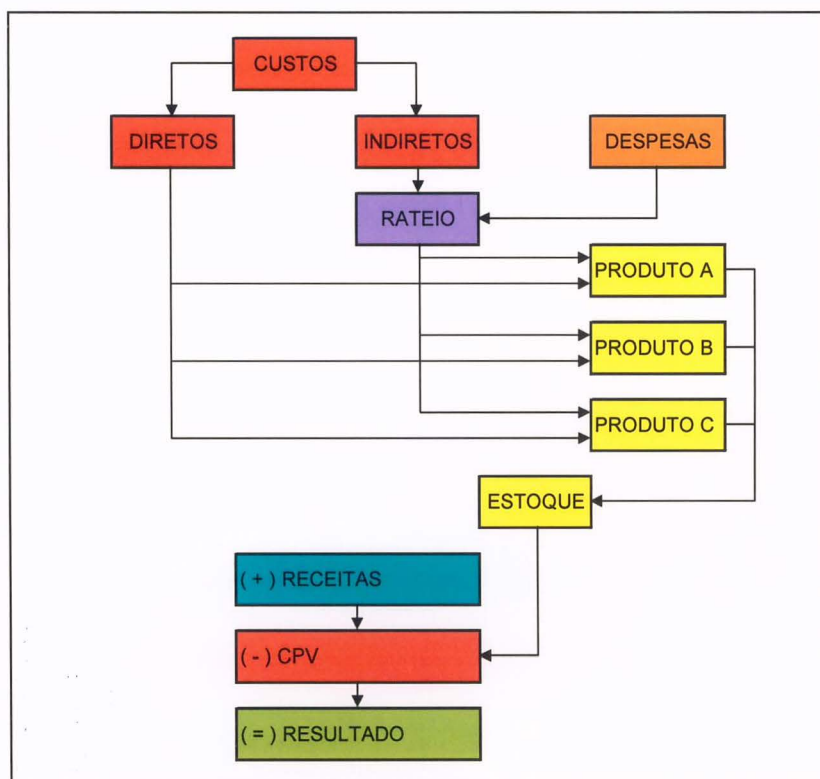 CUSTOS
DIRETOS
INDIRETOS
DESPESAS
RATEIO
PRODUTO A
PRODUTO B
PRODUTO C
ESTOQUE
( + ) RECEITAS
( - ) CPV
( = ) RESULTADO